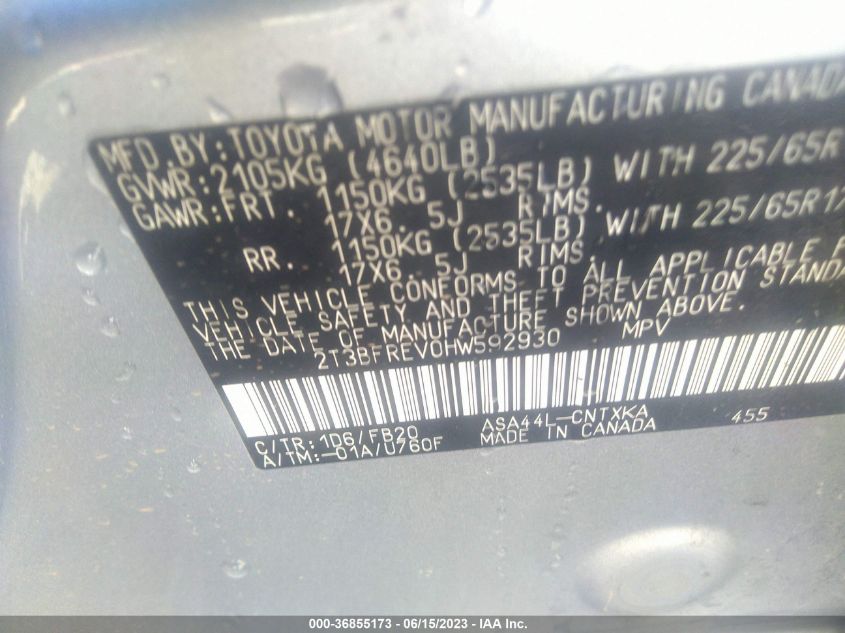 MFD. BY: TOYOTA MOTOR MANUFACTURING CANADA
GVWR: 2105KG (4640LB)
GAWR: FRT. 1150KG (2535LB) WITH 225/65R
17X6. 5J RIMS.
RR. 1150KG (2535LB) WITH 225/65R17
17X6. 5J RIMS.
THIS VEHICLE CONFORMS TO ALL APPLICABLE
VEHICLE SAFETY AND THEFT PREVENTION STANDA
THE DATE OF MANUFACTURE SHOWN ABOVE.
2T3BFREV0HW592930 MPV
C/TR: 1D6/FB20 ASA44L-CNTXKA 455
A/TM: -01A/U760F MADE IN CANADA
000-36855173 - 06/15/2023 - IAA Inc.